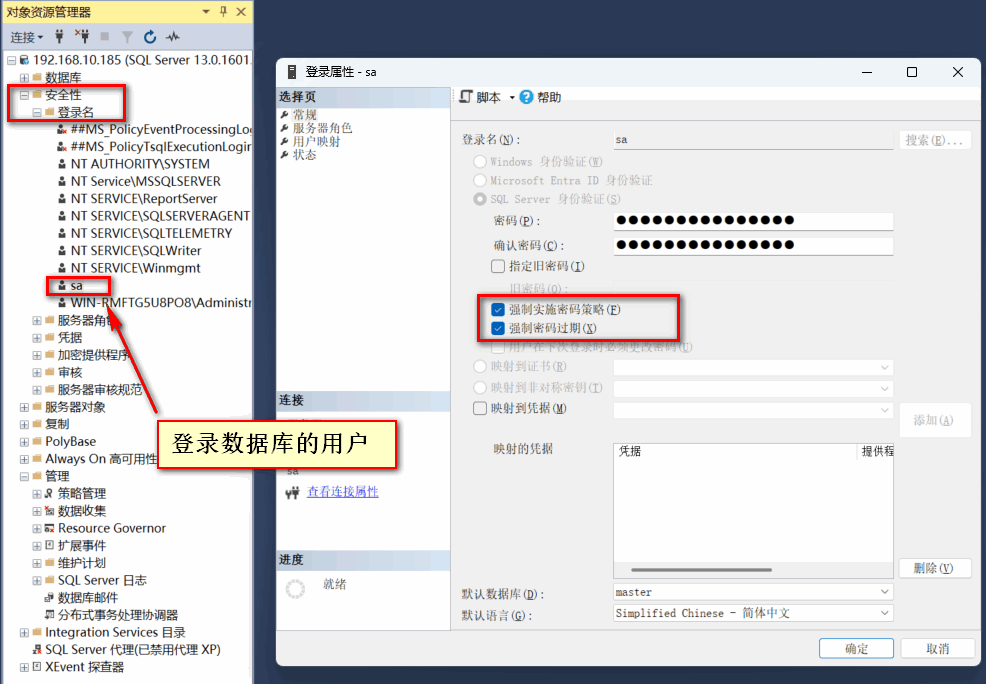 对象资源管理器
连接
192.168.10.185 (SQL Server 13.0.1601.
数据库
安全性
登录名
##MS_PolicyEventProcessingLog
##MS_PolicyTsqlExecutionLogin
NT AUTHORITY\SYSTEM
NT Service\MSSQLSERVER
NT SERVICE\ReportServer
NT SERVICE\SQLSERVERAGENT
NT SERVICE\SQLTELEMETRY
NT SERVICE\SQLWriter
NT SERVICE\Winmgmt
sa
WIN-RMFTG5U8PO8\Administr
服务器角色
凭据
加密提供程序
审核
服务器审核规范
服务器对象
复制
PolyBase
Always On 高可用性
管理
策略管理
数据收集
Resource Governor
扩展事件
维护计划
SQL Server 日志
数据库邮件
分布式事务处理协调器
Integration Services 目录
SQL Server 代理(已禁用代理 XP)
XEvent 探查器
登录数据库的用户
登录属性 - sa
选择页
常规
服务器角色
用户映射
状态
连接
sa
查看连接属性
进度
就绪
脚本
帮助
登录名(N):
sa
搜索(E)...
Windows 身份验证(W)
Microsoft Entra ID 身份验证
SQL Server 身份验证(S)
密码(P):
●●●●●●●●●●●●●●●
确认密码(C):
●●●●●●●●●●●●●●●
指定旧密码(I)
旧密码(O):
强制实施密码策略(F)
强制密码过期(X)
用户在下次登录时必须更改密码(U)
映射到证书(R)
映射到非对称密钥(T)
映射到凭据(M)
添加(A)
映射的凭据
凭据
提供程
删除(V)
默认数据库(D):
master
默认语言(G):
Simplified Chinese - 简体中文
确定
取消